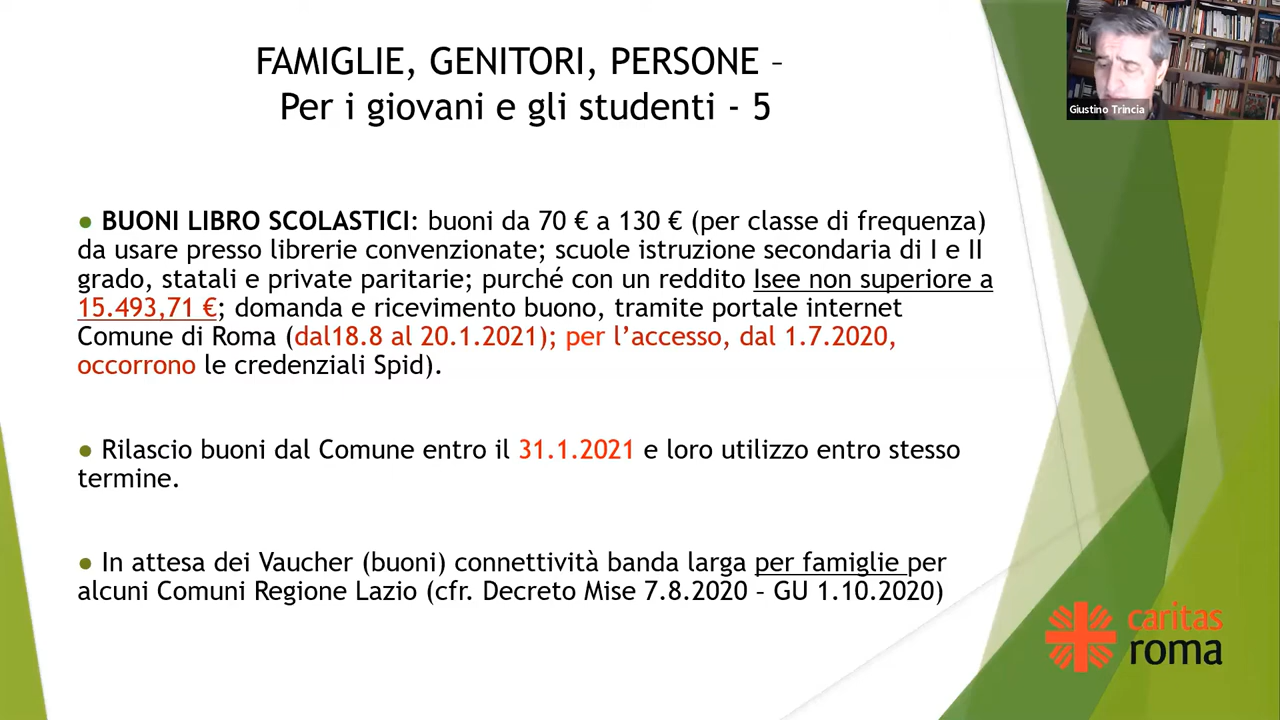 FAMIGLIE, GENITORI, PERSONE –
Per i giovani e gli studenti - 5
Giustino Trincia
● BUONI LIBRO SCOLASTICI: buoni da 70 € a 130 € (per classe di frequenza)
da usare presso librerie convenzionate; scuole istruzione secondaria di I e II
grado, statali e private paritarie; purché con un reddito Isee non superiore a
15.493,71 €; domanda e ricevimento buono, tramite portale internet
Comune di Roma (dal18.8 al 20.1.2021); per l’accesso, dal 1.7.2020,
occorrono le credenziali Spid).
● Rilascio buoni dal Comune entro il 31.1.2021 e loro utilizzo entro stesso
termine.
● In attesa dei Vaucher (buoni) connettività banda larga per famiglie per
alcuni Comuni Regione Lazio (cfr. Decreto Mise 7.8.2020 – GU 1.10.2020)
caritas
roma